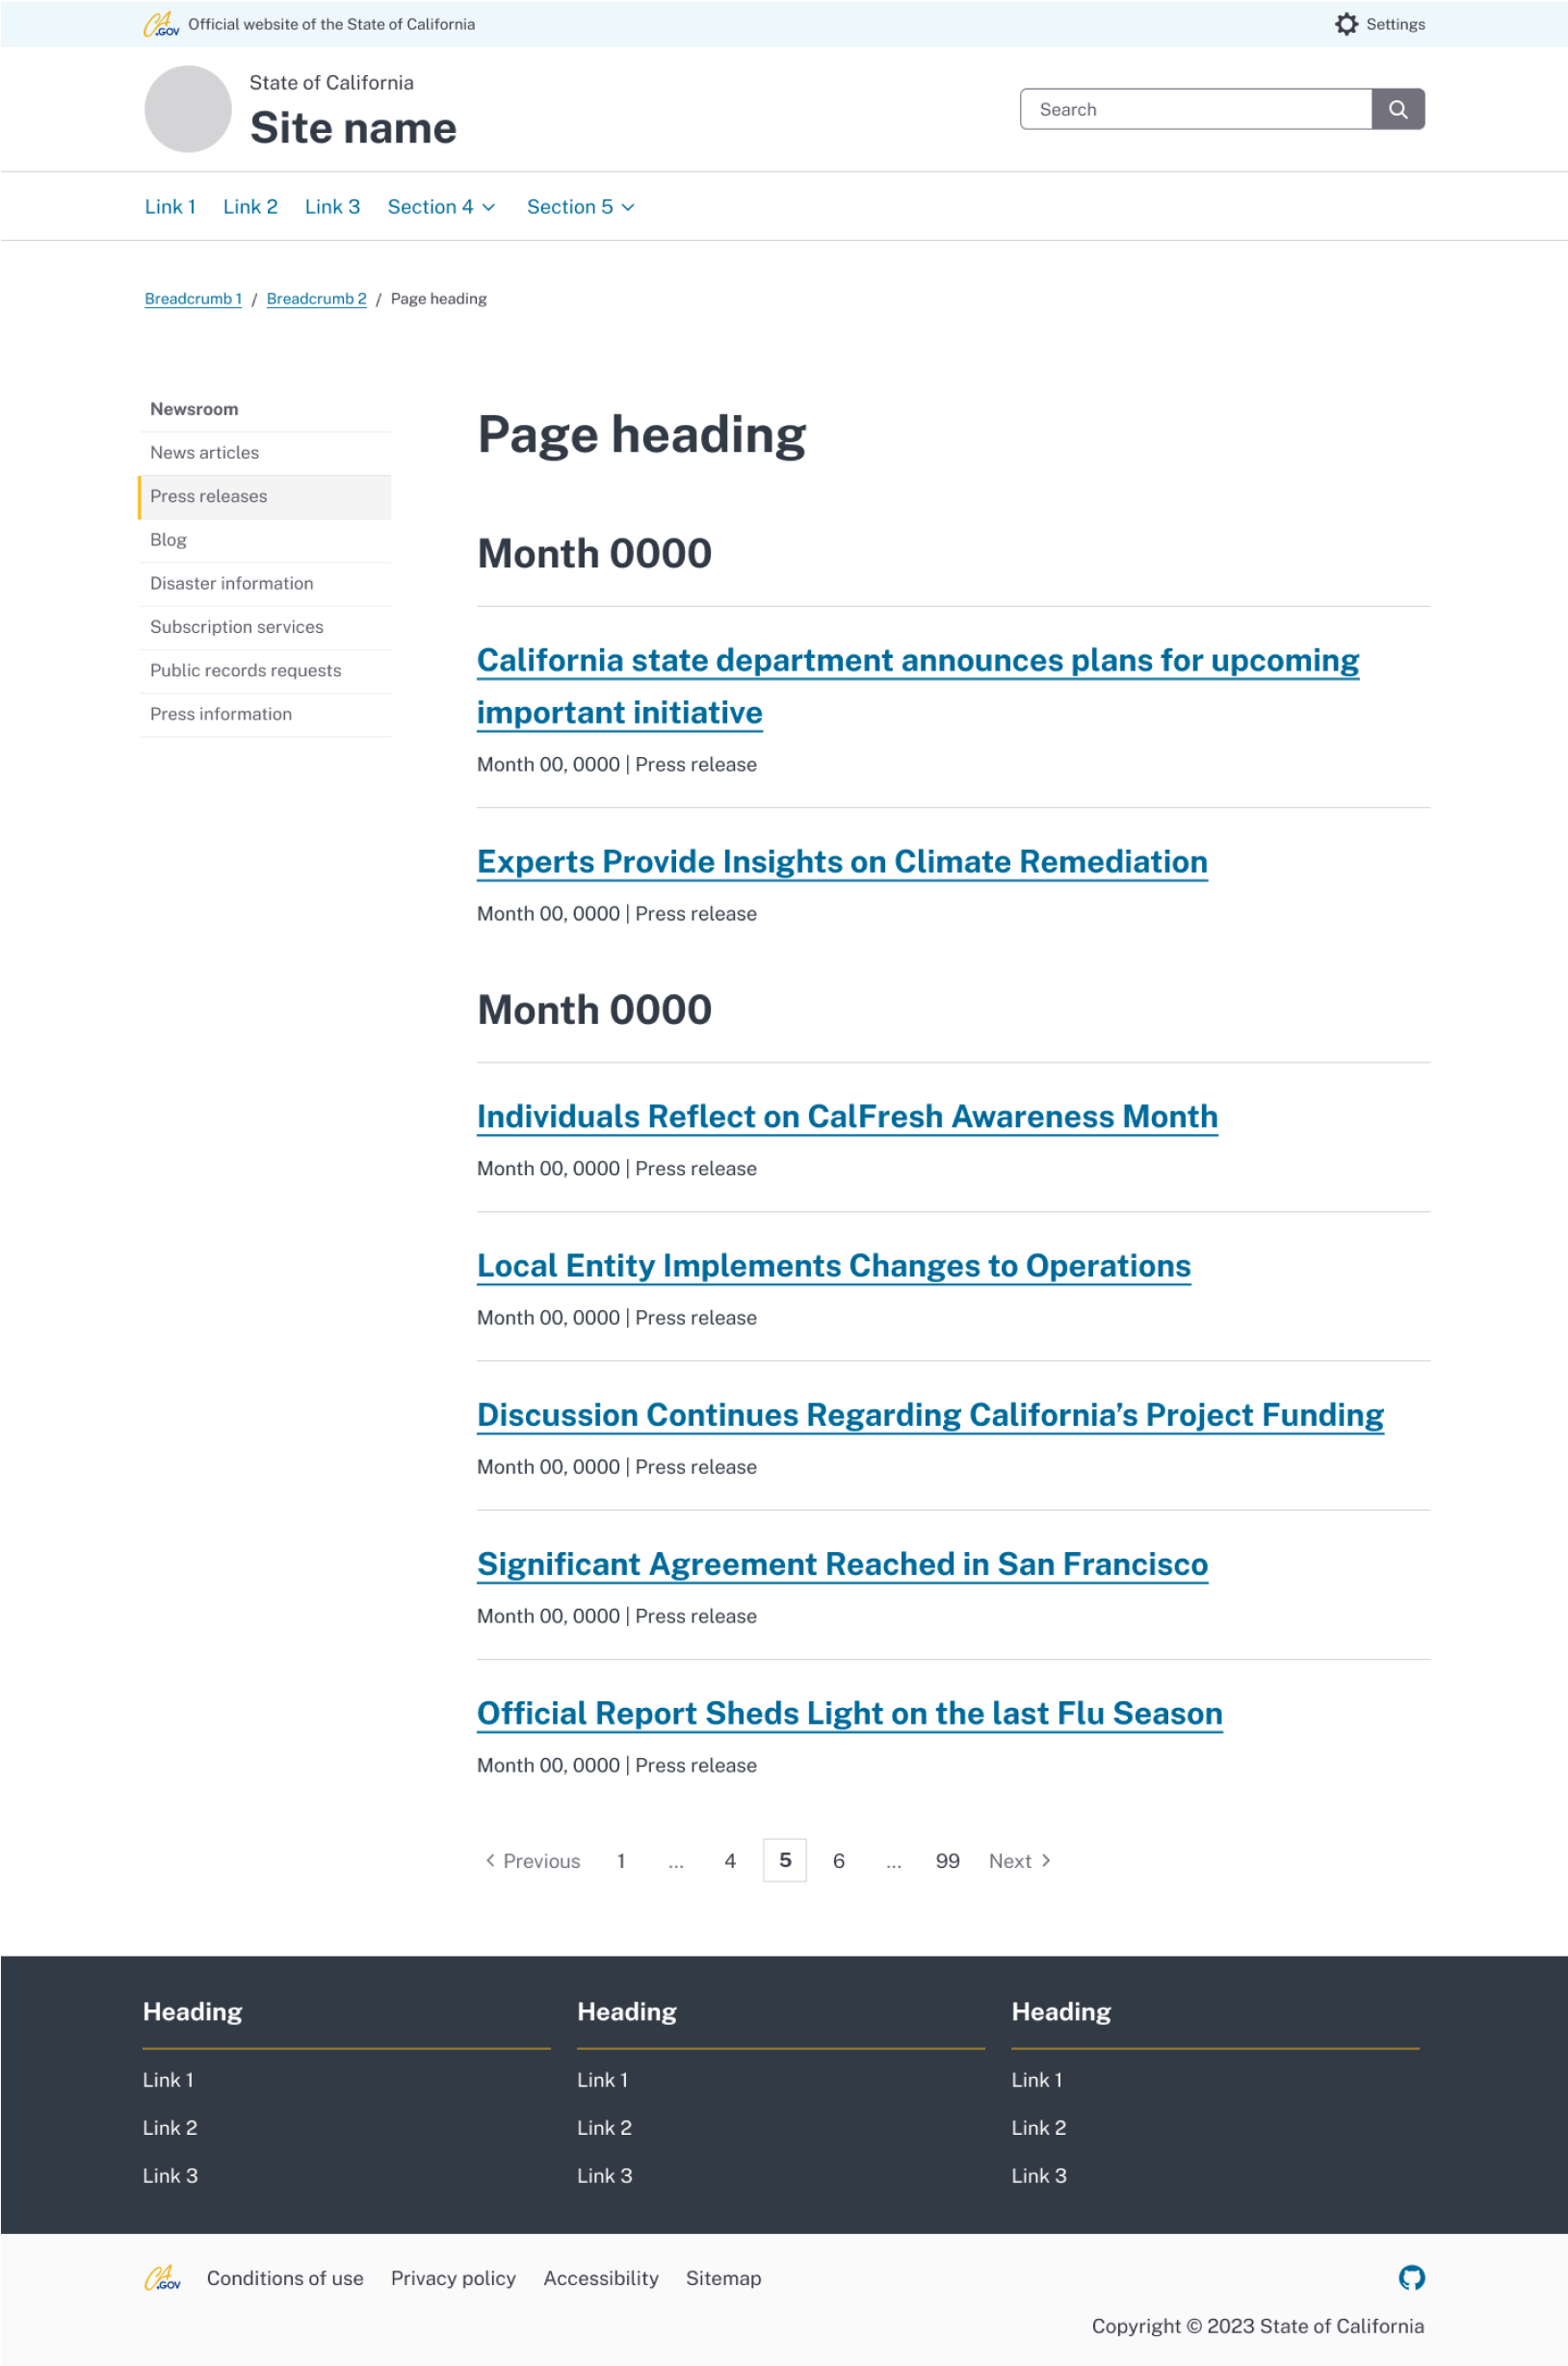 CA.GOV Official website of the State of California
Settings
State of California
Site name
Search
Link 1 Link 2 Link 3 Section 4 Section 5
Breadcrumb 1 / Breadcrumb 2 / Page heading
Newsroom
News articles
Press releases
Blog
Disaster information
Subscription services
Public records requests
Press information
Page heading
Month 0000
California state department announces plans for upcoming
important initiative
Month 00, 0000 | Press release
Experts Provide Insights on Climate Remediation
Month 00, 0000 | Press release
Month 0000
Individuals Reflect on CalFresh Awareness Month
Month 00, 0000 | Press release
Local Entity Implements Changes to Operations
Month 00, 0000 | Press release
Discussion Continues Regarding California’s Project Funding
Month 00, 0000 | Press release
Significant Agreement Reached in San Francisco
Month 00, 0000 | Press release
Official Report Sheds Light on the last Flu Season
Month 00, 0000 | Press release
Previous 1 ... 4 5 6 ... 99 Next
Heading
Link 1
Link 2
Link 3
Heading
Link 1
Link 2
Link 3
Heading
Link 1
Link 2
Link 3
CA.GOV Conditions of use Privacy policy Accessibility Sitemap
Copyright © 2023 State of California